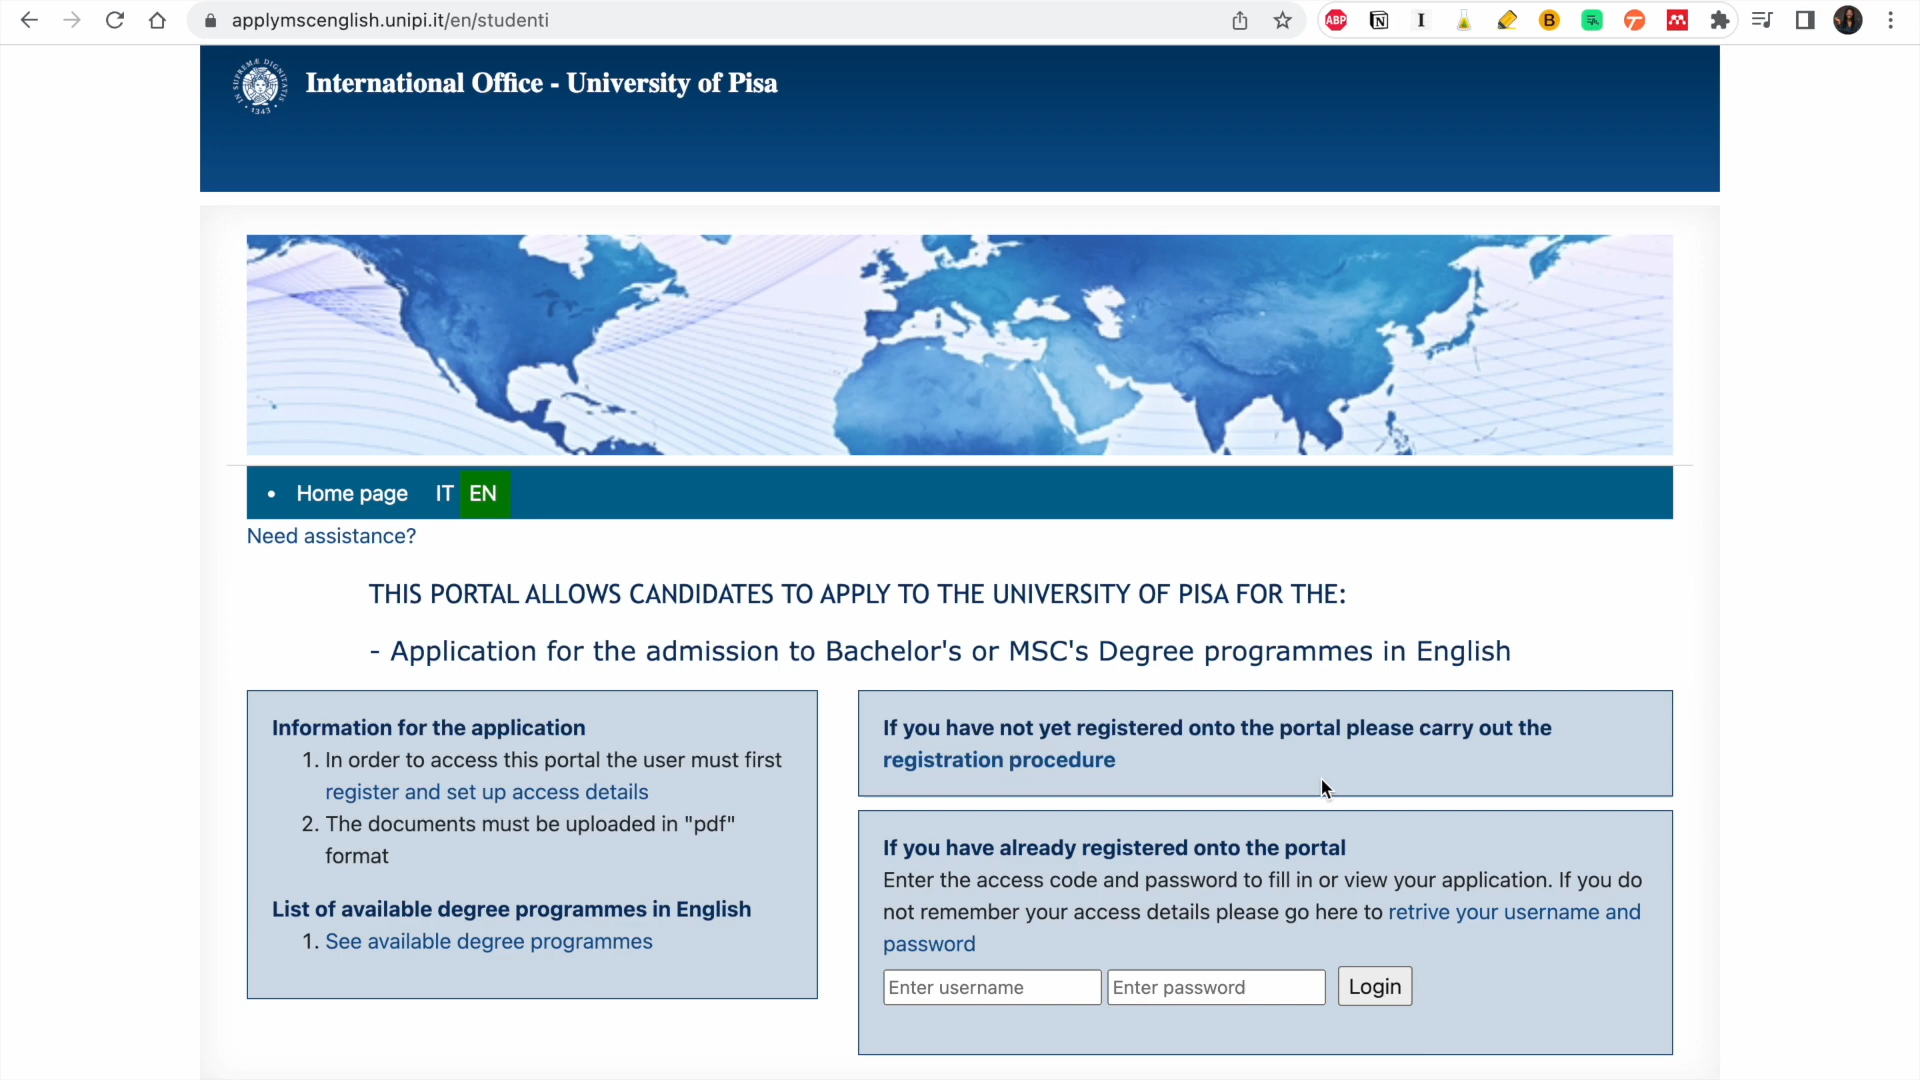 applymscenglish.unipi.it/en/studenti
ABP
N
I
B
IN SUPREMÆ DIGNITATIS
• 1343 •
International Office - University of Pisa
• Home page IT EN
Need assistance?
THIS PORTAL ALLOWS CANDIDATES TO APPLY TO THE UNIVERSITY OF PISA FOR THE:
- Application for the admission to Bachelor's or MSC's Degree programmes in English
Information for the application
1. In order to access this portal the user must first
register and set up access details
2. The documents must be uploaded in "pdf"
format
List of available degree programmes in English
1. See available degree programmes
If you have not yet registered onto the portal please carry out the
registration procedure
If you have already registered onto the portal
Enter the access code and password to fill in or view your application. If you do
not remember your access details please go here to retrive your username and
password
Enter username Enter password Login